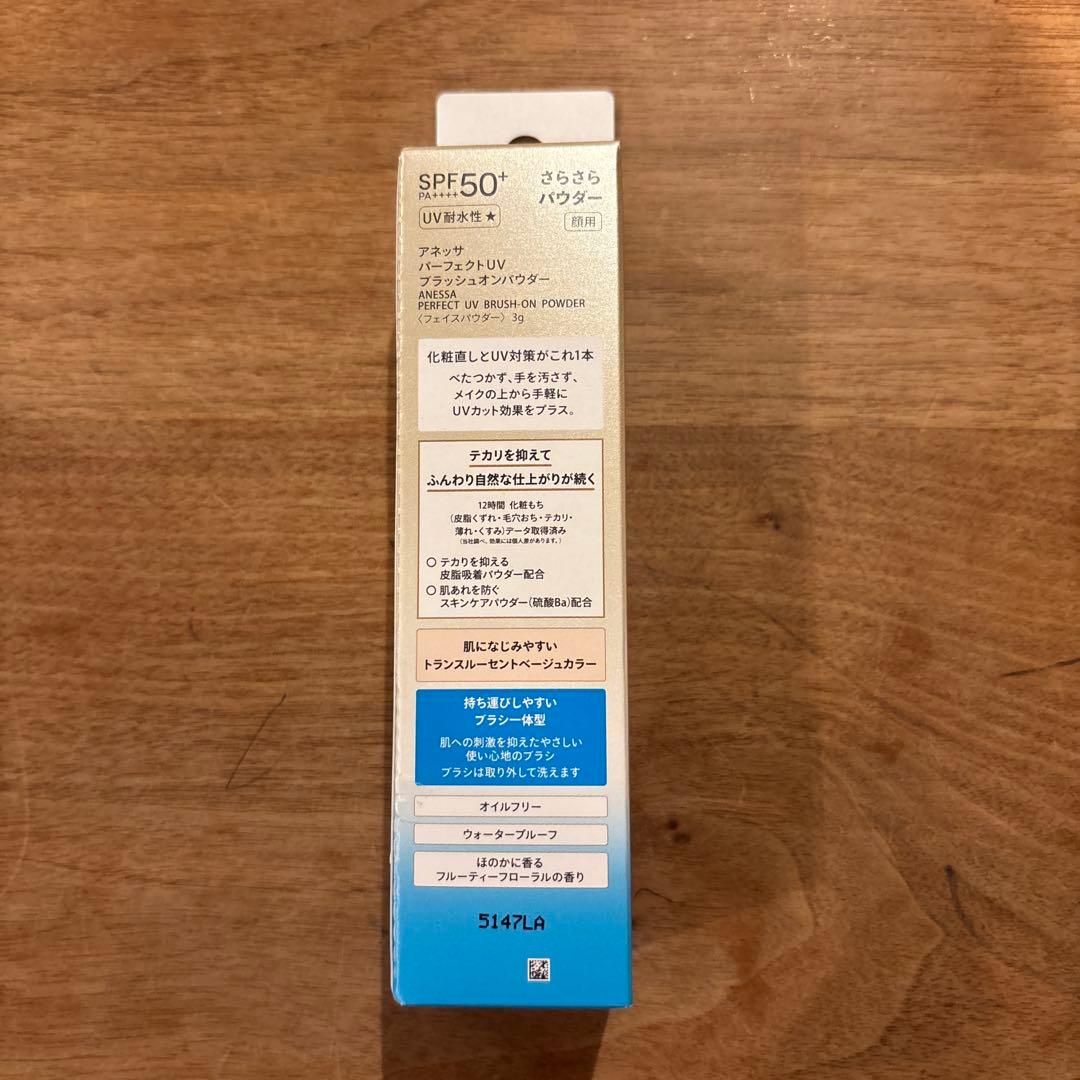 SPF50+
PA++++
UV耐水性★
さらさら
パウダー
顔用
アネッサ
パーフェクトUV
ブラッシュオンパウダー
ANESSA
PERFECT UV BRUSH-ON POWDER
〈フェイスパウダー〉3g
化粧直しとUV対策がこれ1本
べたつかず、手を汚さず、
メイクの上から手軽に
UVカット効果をプラス。
テカリを抑えて
ふんわり自然な仕上がりが続く
12時間 化粧もち
(皮脂くずれ・毛穴おち・テカリ・
薄れ・くすみ)データ取得済み
(当社調べ。効果には個人差があります。)
○ テカりを抑える
皮脂吸着パウダー配合
○ 肌あれを防ぐ
スキンケアパウダー(硫酸Ba)配合
肌になじみやすい
トランスルーセントベージュカラー
持ち運びしやすい
ブラシ一体型
肌への刺激を抑えたやさしい
使い心地のブラシ
ブラシは取り外して洗えます
オイルフリー
ウォータープルーフ
ほのかに香る
フルーティーフローラルの香り
5147LA